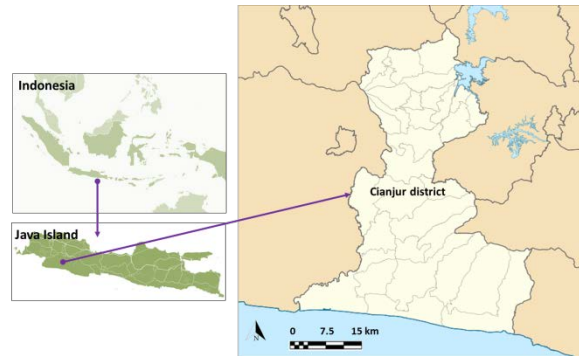 Indonesia
Java Island
Cianjur district
N
0 7.5 15 km